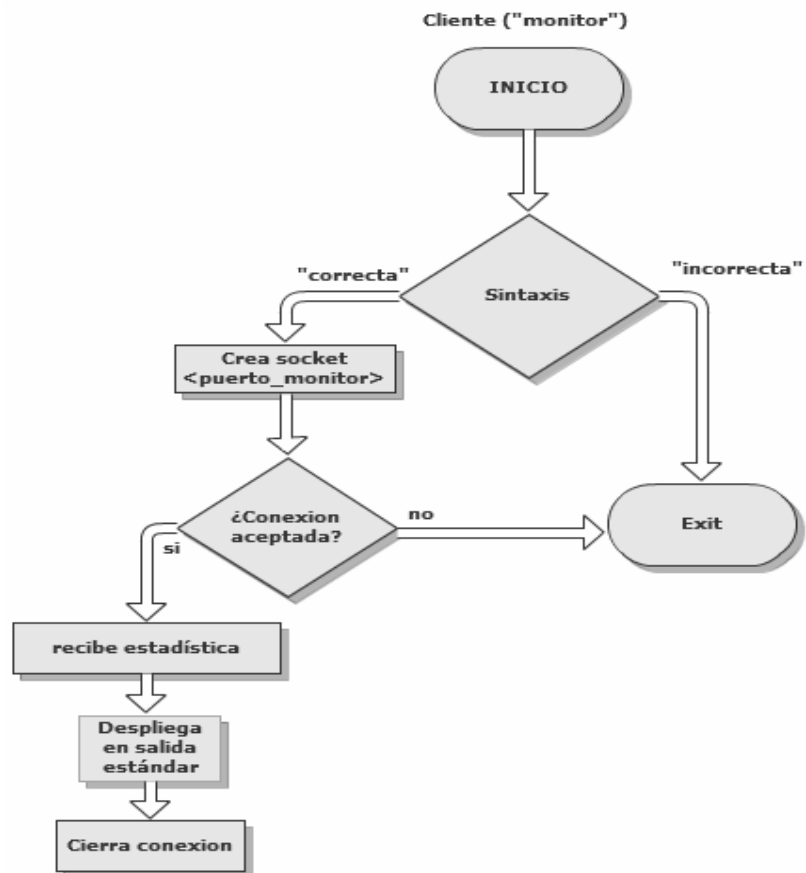 Cliente ("monitor")
INICIO
Sintaxis
"correcta"
"incorrecta"
Crea socket
<puerto_monitor>
¿Conexion
aceptada?
no
si
Exit
recibe estadística
Despliega
en salida
estándar
Cierra conexion